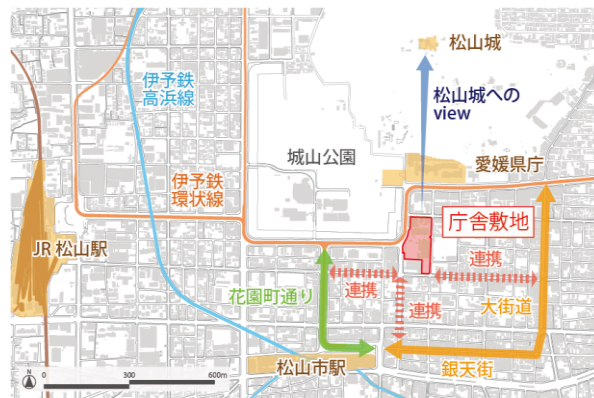 松山城
伊予鉄
高浜線
松山城への
view
城山公園
愛媛県庁
伊予鉄
環状線
庁舎敷地
JR 松山駅
連携
連携
花園町通り
連携
大街道
松山市駅
銀天街
N
0
300
600m